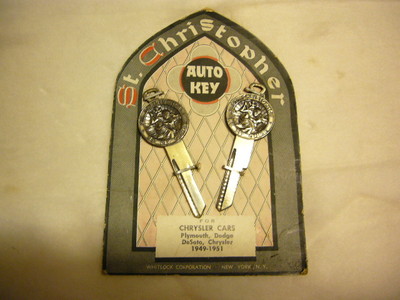 St. Christopher
AUTO
KEY
FOR
CHRYSLER CARS
Plymouth, Dodge
DeSoto, Chrysler
1949-1951
CORPORATION NEW YORK, N.Y.